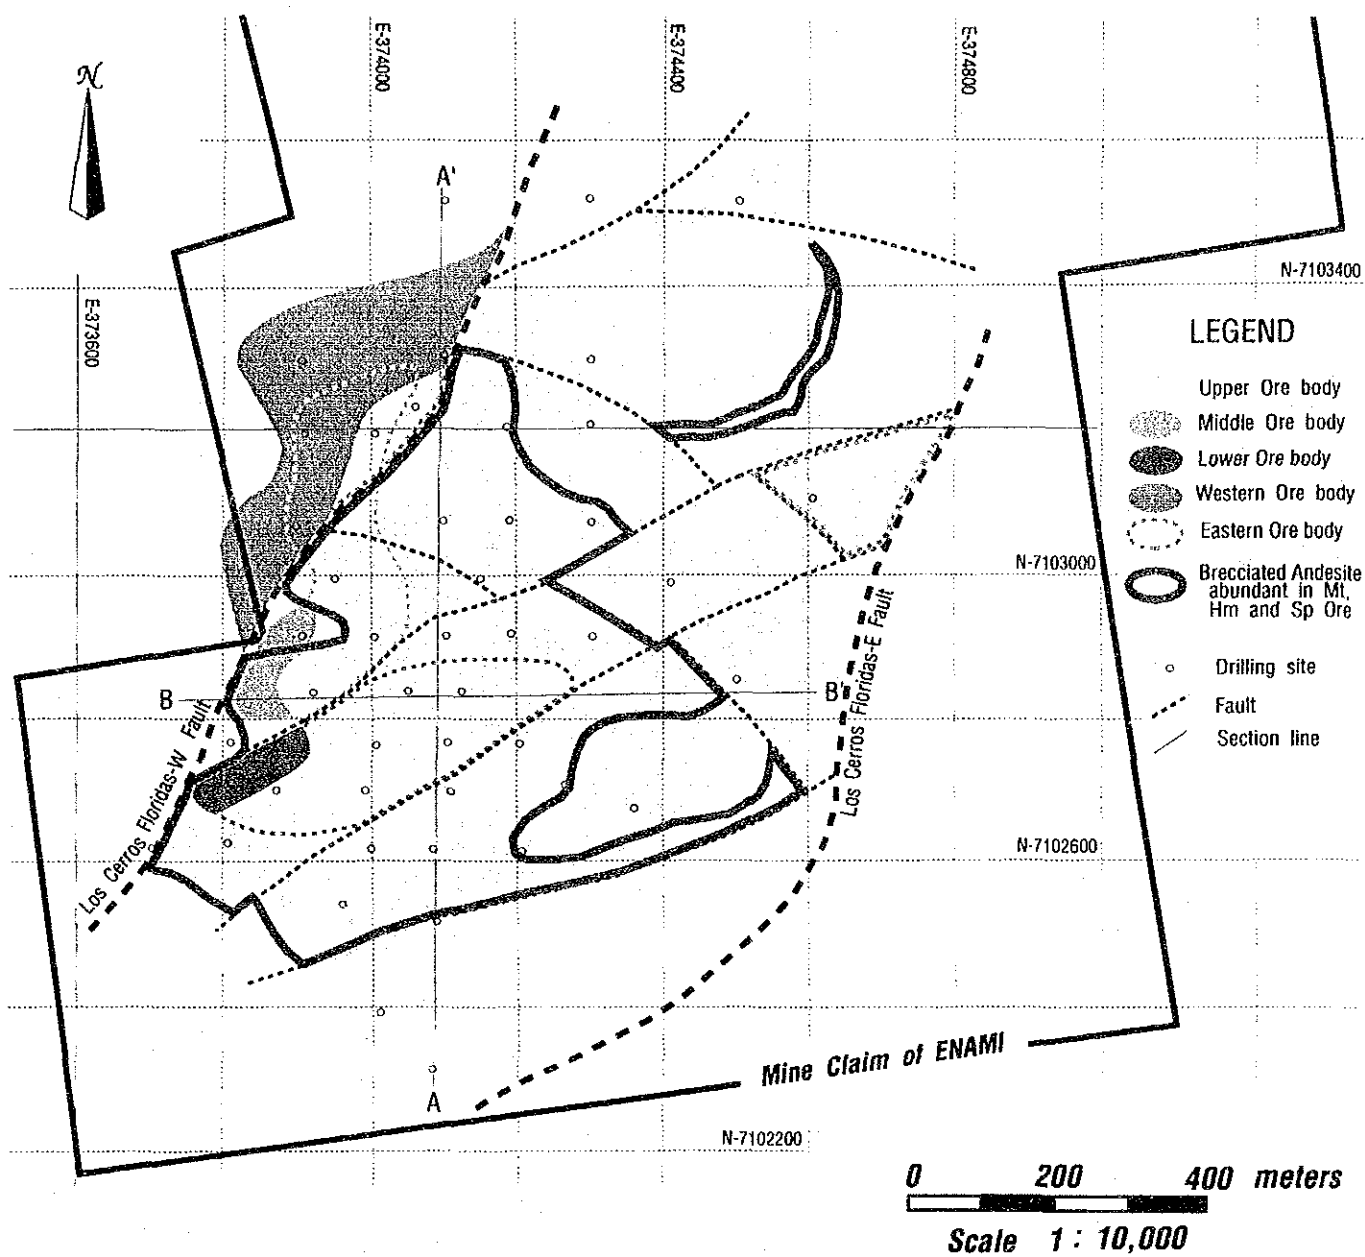 E-374000
E-374400
E-374800
N
A'
N-7103400
E-373600
LEGEND
Upper Ore body
Middle Ore body
Lower Ore body
Western Ore body
Eastern Ore body
Brecciated Andesite
abundant in Mt,
Hm and Sp Ore
N-7103000
Drilling site
Fault
Section line
B
B'
Los Cerros Floridas-W Fault
Los Cerros Floridas-E Fault
N-7102600
Mine Claim of ENAMI
A
N-7102200
0 200 400 meters
Scale 1 : 10,000